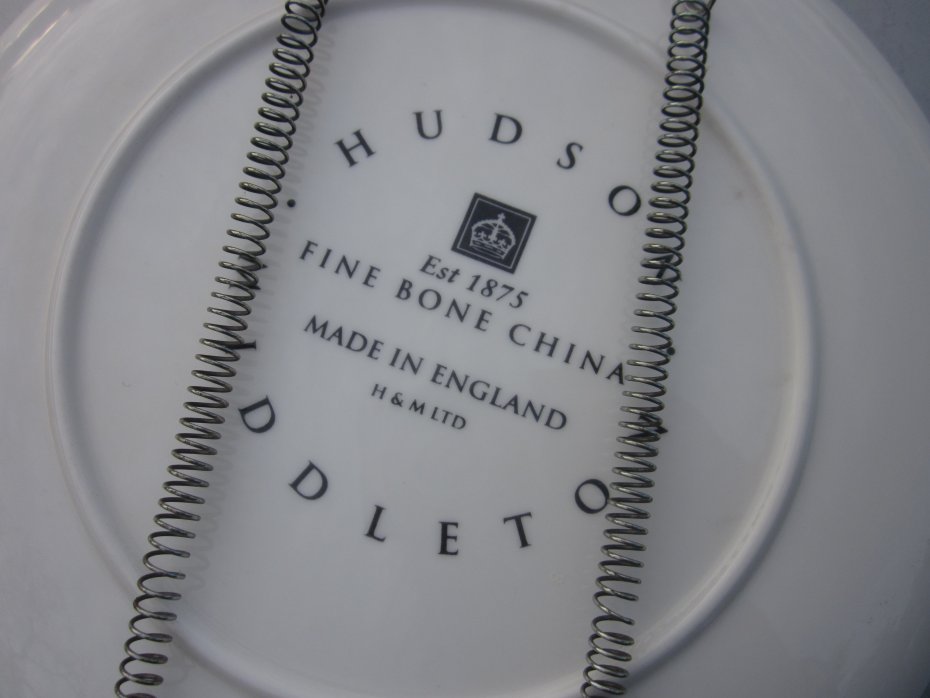 HUDSO
Est 1875
FINE BONE CHINA
MADE IN ENGLAND
H & M LTD
DDLETO